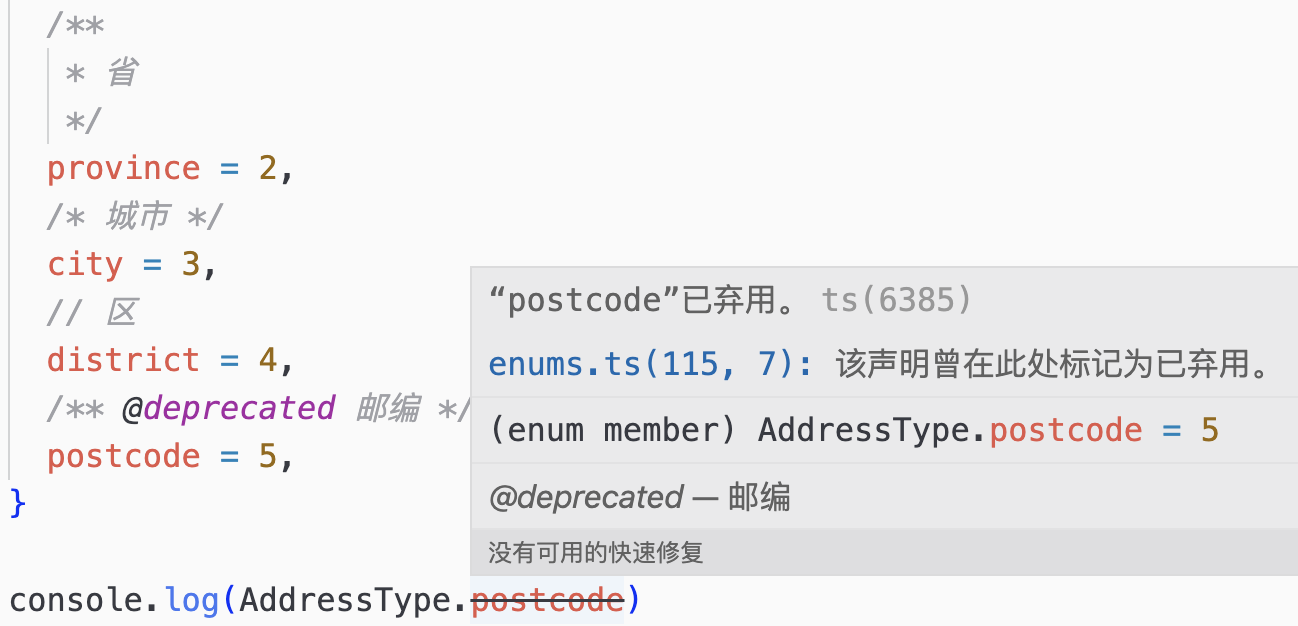 /**
* 省
*/
province = 2,
/* 城市 */
city = 3,
// 区
district = 4,
/** @deprecated 邮编 */
postcode = 5,
}
“postcode”已弃用。 ts(6385)
enums.ts(115, 7): 该声明曾在此处标记为已弃用。
(enum member) AddressType.postcode = 5
@deprecated — 邮编
没有可用的快速修复
console.log(AddressType.postcode)